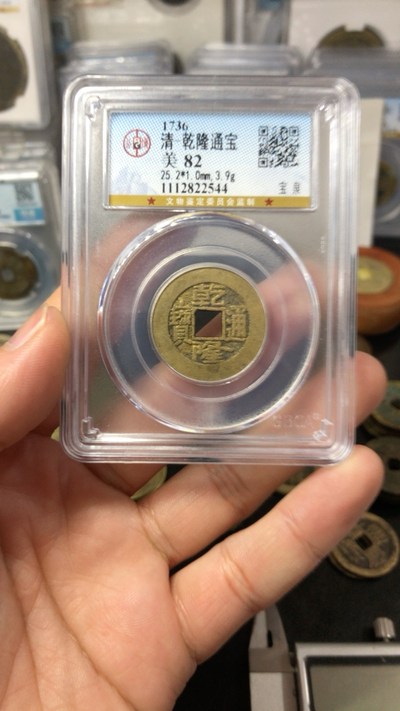 1736
清 乾隆通宝
美 82
25.2*1.0mm,3.9g
1112822544
宝泉
★ 文物鉴定委员会监制 ★
乾隆通寳